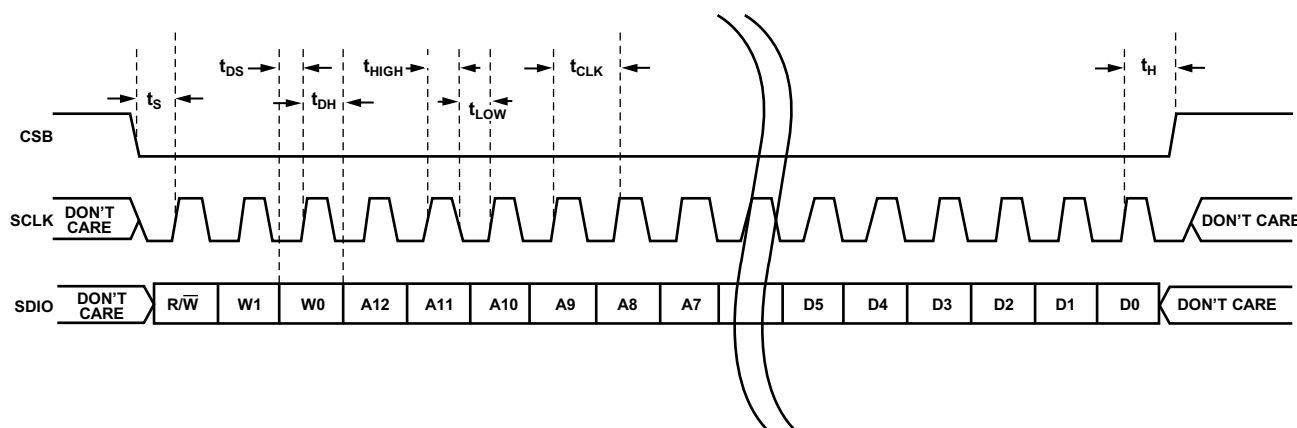 tDS
tHIGH
tCLK
tH
tS
tDH
tLOW
CSB
SCLK DON'T CARE DON'T CARE
SDIO DON'T CARE R/W̅ W1 W0 A12 A11 A10 A9 A8 A7 D5 D4 D3 D2 D1 D0 DON'T CARE